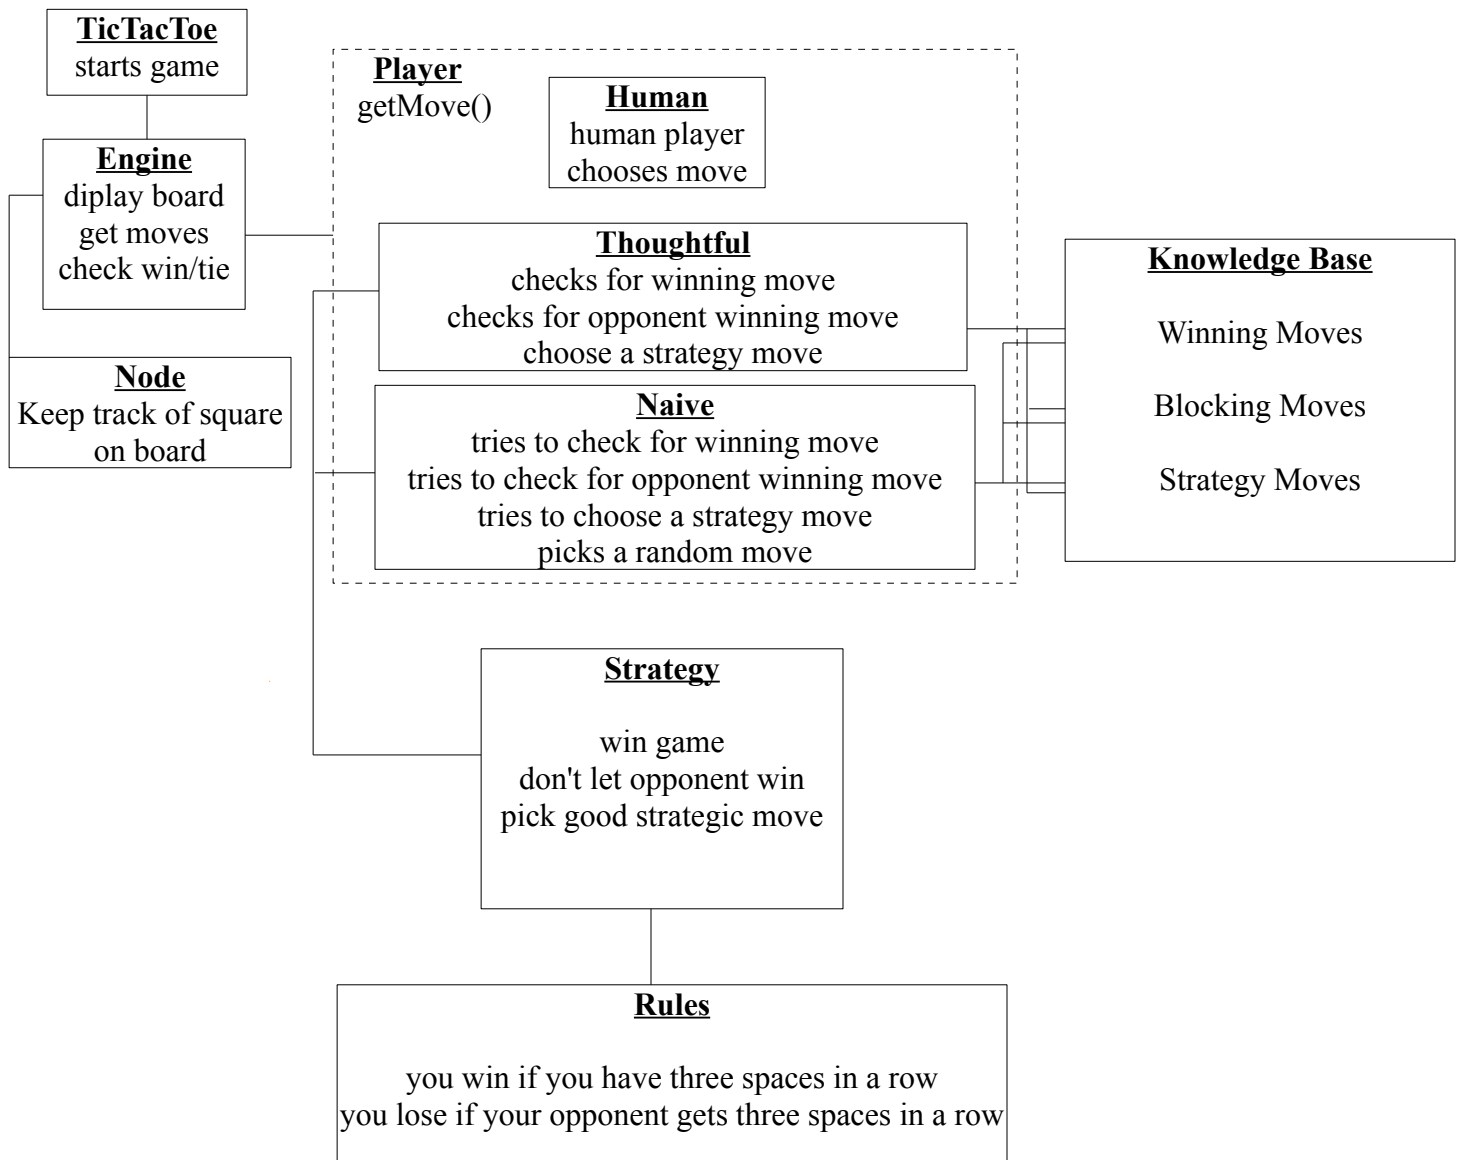 TicTacToe
starts game
Engine
diplay board
get moves
check win/tie
Node
Keep track of square
on board
Player
getMove()
Human
human player
chooses move
Thoughtful
checks for winning move
checks for opponent winning move
choose a strategy move
Naive
tries to check for winning move
tries to check for opponent winning move
tries to choose a strategy move
picks a random move
Knowledge Base
Winning Moves
Blocking Moves
Strategy Moves
Strategy
win game
don't let opponent win
pick good strategic move
Rules
you win if you have three spaces in a row
you lose if your opponent gets three spaces in a row